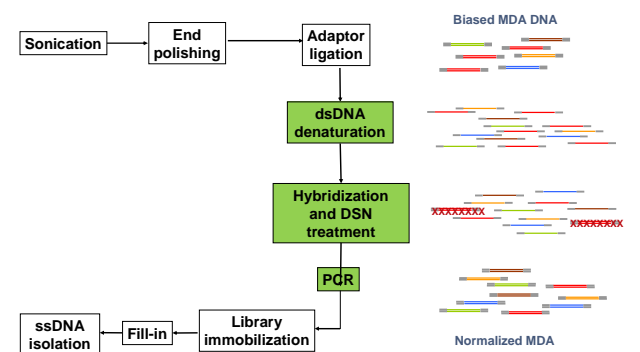 Sonication
End
polishing
Adaptor
ligation
Biased MDA DNA
dsDNA
denaturation
Hybridization
and DSN
treatment
XXXXXXXX
XXXXXXXX
PCR
Library
immobilization
Fill-in
ssDNA
isolation
Normalized MDA